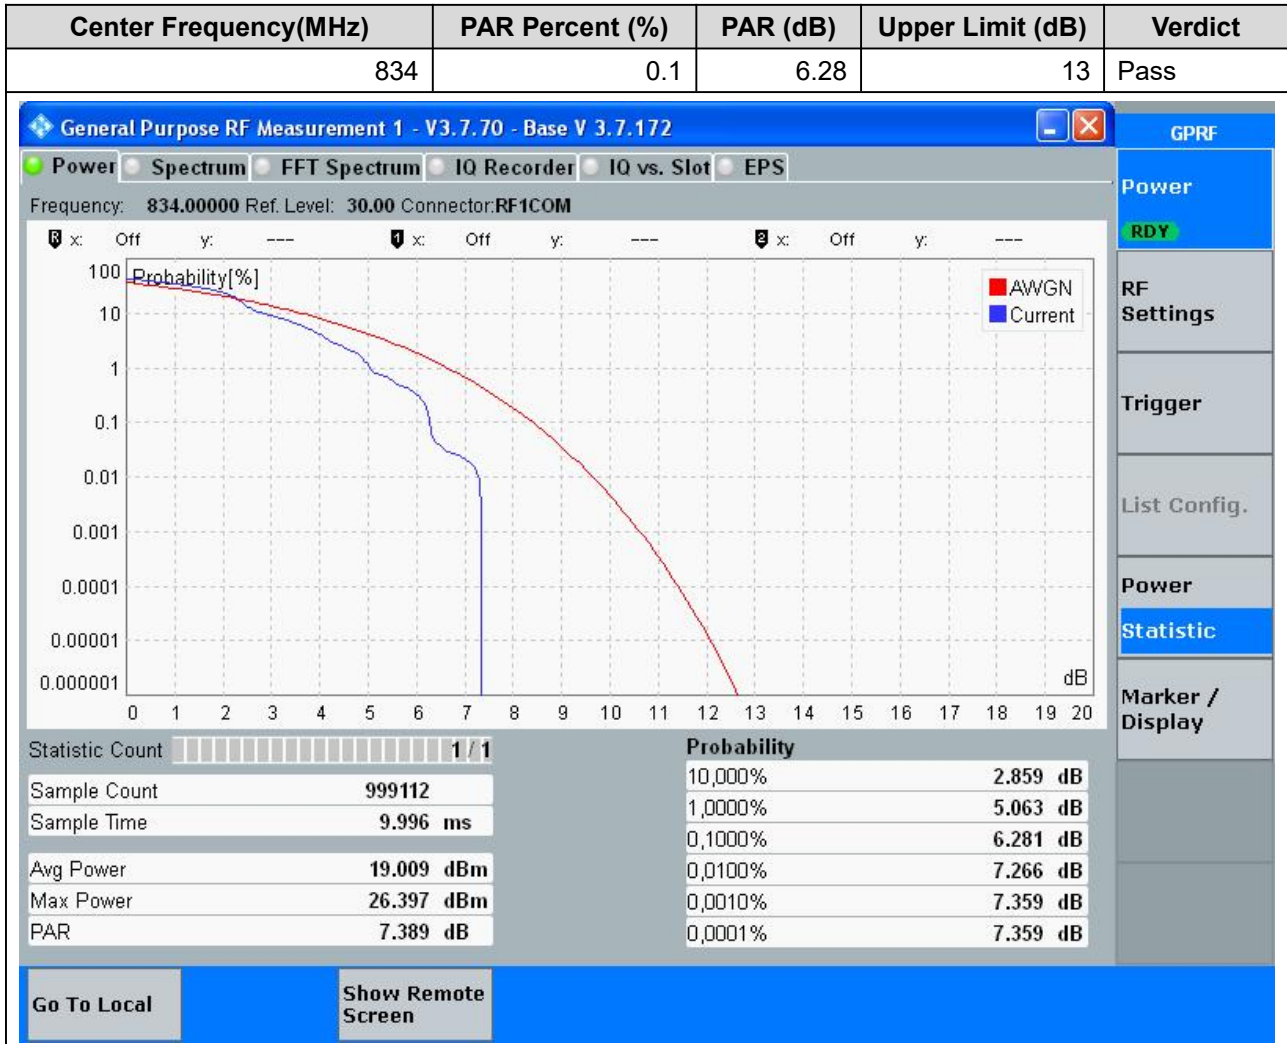 Center Frequency(MHz) PAR Percent (%) PAR (dB) Upper Limit (dB) Verdict
834 0.1 6.28 13 Pass
General Purpose RF Measurement 1 - V3.7.70 - Base V 3.7.172
GPRF
Power Spectrum FFT Spectrum IQ Recorder IQ vs. Slot EPS
Power
RDY
Frequency: 834.00000 Ref. Level: 30.00 Connector:RF1COM
R x: Off y: --- 1 x: Off y: --- 2 x: Off y: ---
Probability[%]
AWGN
Current
100
10
1
0.1
0.01
0.001
0.0001
0.00001
0.000001
dB
0 1 2 3 4 5 6 7 8 9 10 11 12 13 14 15 16 17 18 19 20
RF
Settings
Trigger
List Config.
Power
Statistic
Marker /
Display
Statistic Count 1 / 1
Sample Count 999112
Sample Time 9.996 ms
Avg Power 19.009 dBm
Max Power 26.397 dBm
PAR 7.389 dB
Probability
10,000% 2.859 dB
1,0000% 5.063 dB
0,1000% 6.281 dB
0,0100% 7.266 dB
0,0010% 7.359 dB
0,0001% 7.359 dB
Go To Local
Show Remote
Screen